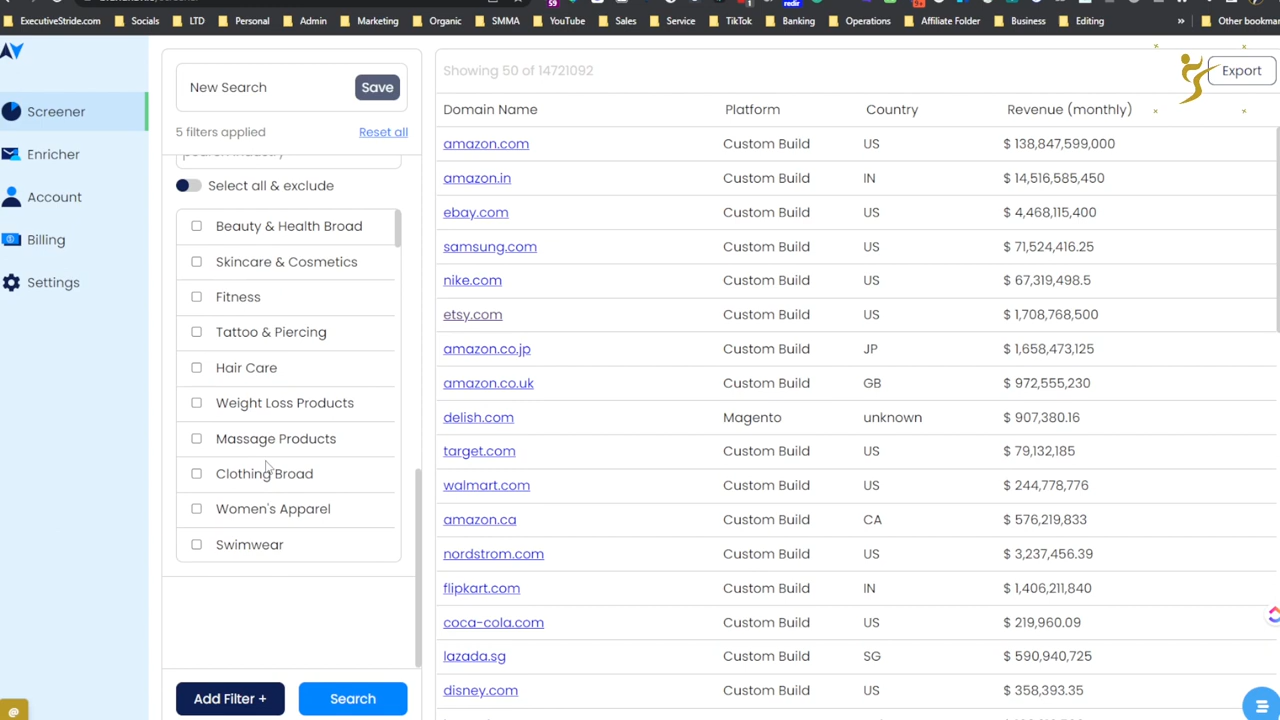 ExecutiveStride.com Socials LTD Personal Admin Marketing Organic SMMA YouTube Sales Service TikTok Banking Operations Affiliate Folder Business Editing » Other bookmar
Screener
Enricher
Account
Billing
Settings
New Search Save
5 filters applied Reset all
Select all & exclude
Beauty & Health Broad
Skincare & Cosmetics
Fitness
Tattoo & Piercing
Hair Care
Weight Loss Products
Massage Products
Clothing Broad
Women's Apparel
Swimwear
Add Filter + Search
Showing 50 of 14721092 Export
Domain Name Platform Country Revenue (monthly)
amazon.com Custom Build US $ 138,847,599,000
amazon.in Custom Build IN $ 14,516,585,450
ebay.com Custom Build US $ 4,468,115,400
samsung.com Custom Build US $ 71,524,416.25
nike.com Custom Build US $ 67,319,498.5
etsy.com Custom Build US $ 1,708,768,500
amazon.co.jp Custom Build JP $ 1,658,473,125
amazon.co.uk Custom Build GB $ 972,555,230
delish.com Magento unknown $ 907,380.16
target.com Custom Build US $ 79,132,185
walmart.com Custom Build US $ 244,778,776
amazon.ca Custom Build CA $ 576,219,833
nordstrom.com Custom Build US $ 3,237,456.39
flipkart.com Custom Build IN $ 1,406,211,840
coca-cola.com Custom Build US $ 219,960.09
lazada.sg Custom Build SG $ 590,940,725
disney.com Custom Build US $ 358,393.35
@